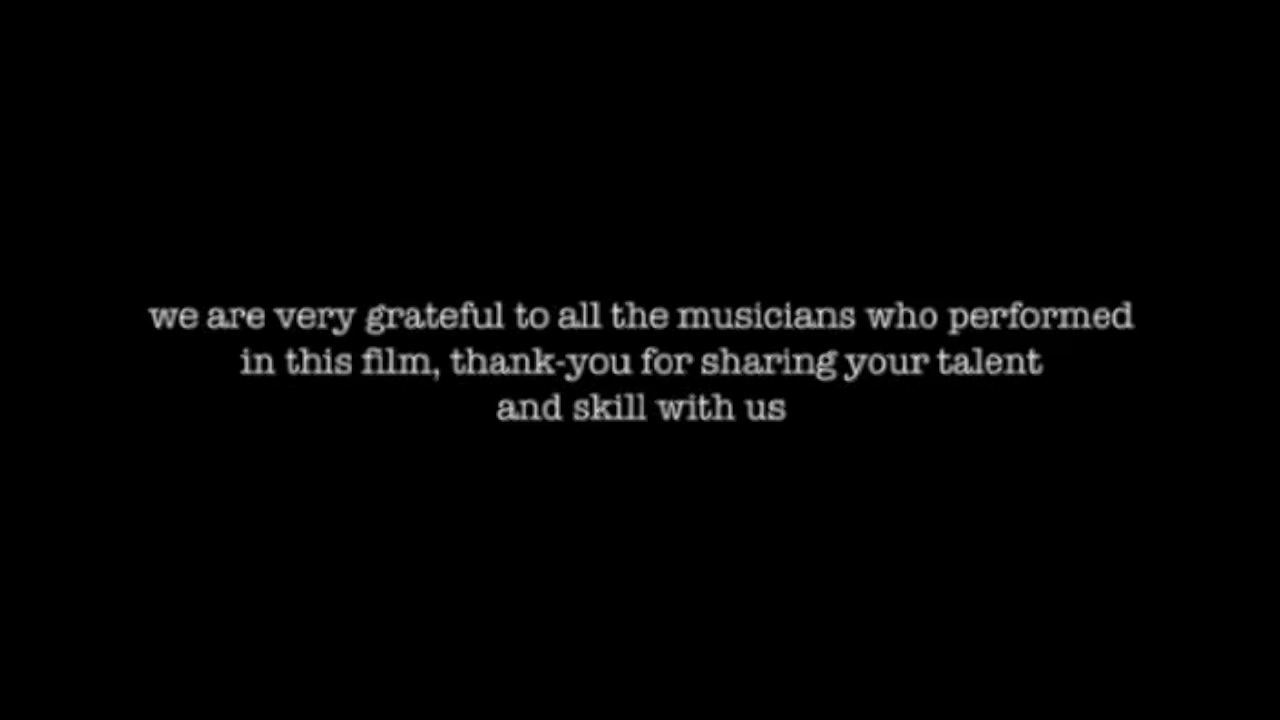 we are very grateful to all the musicians who performed
in this film, thank-you for sharing your talent
and skill with us